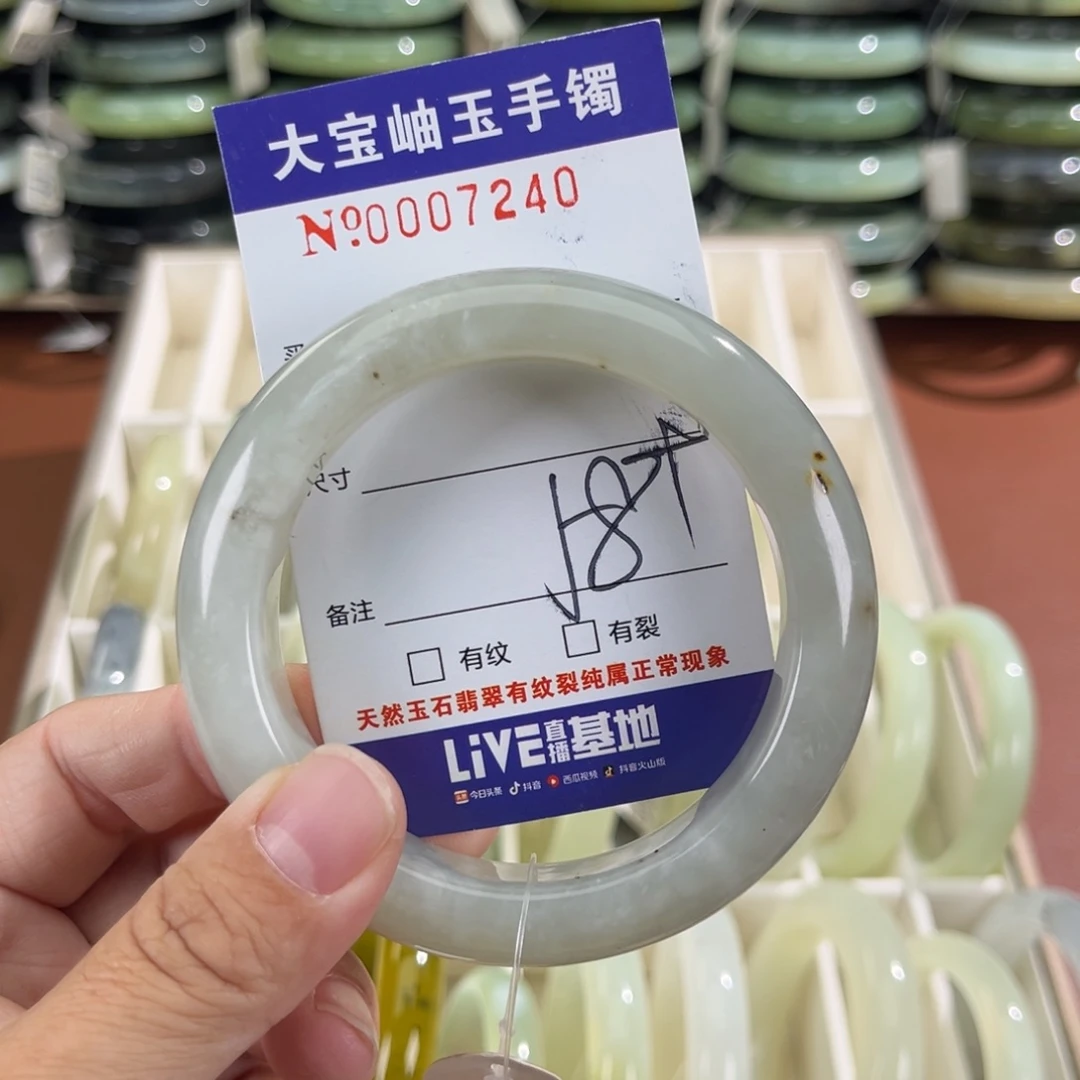 大宝岫玉手镯
No.0007240
尺寸
备注
有纹 有裂
天然玉石翡翠有纹裂纯属正常现象
LiVE直播基地
今日头条 抖音 西瓜视频 抖音火山版